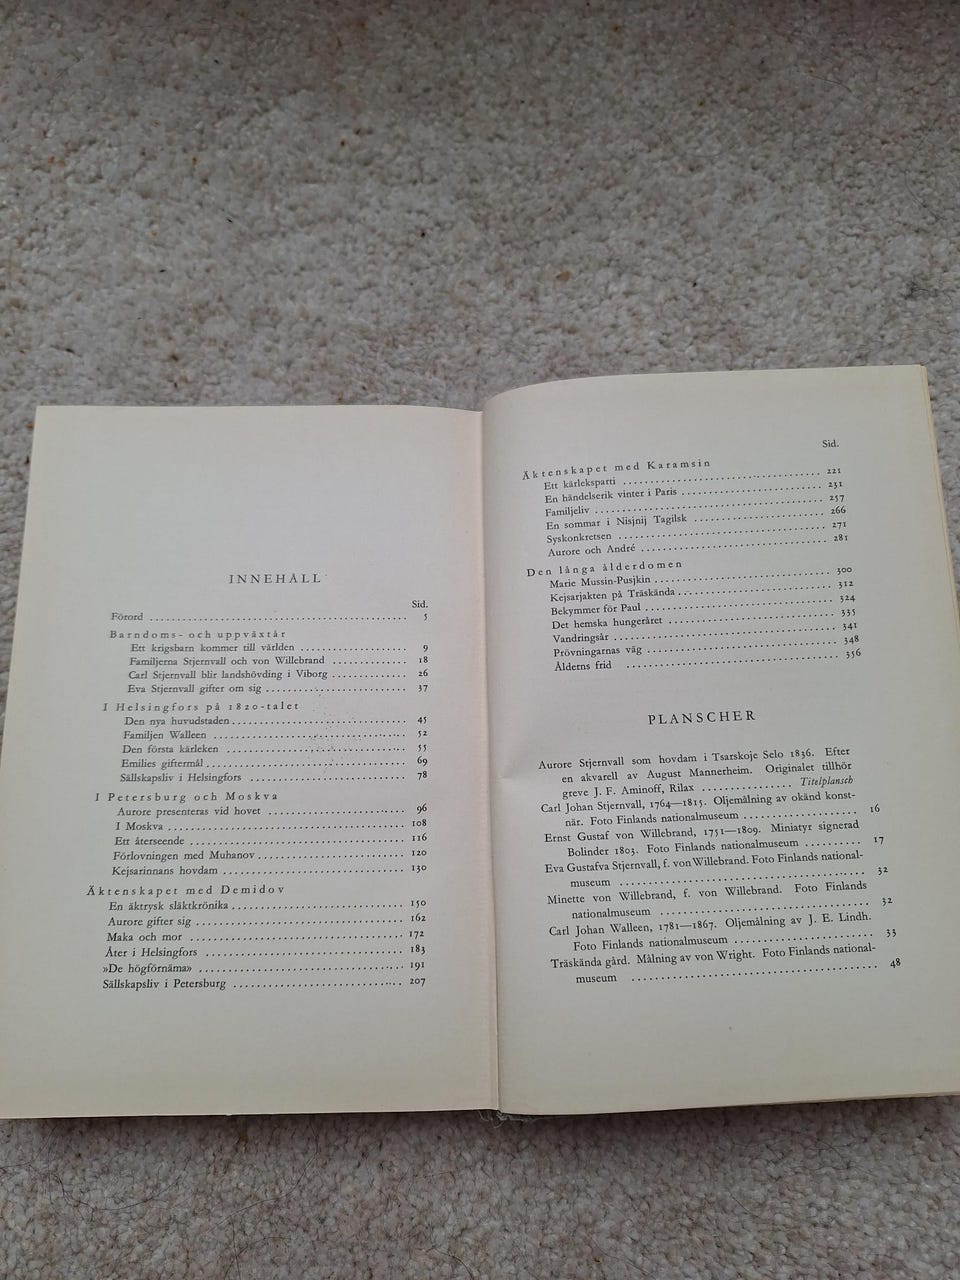 INNEHÅLL
Sid.
Förord 5
Barndoms- och uppväxtår
Ett krigsbarn kommer till världen 9
Familjerna Stjernvall och von Willebrand 18
Carl Stjernvall blir landshövding i Viborg 26
Eva Stjernvall gifter om sig 37
I Helsingfors på 1820-talet
Den nya huvudstaden 45
Familjen Walleen 52
Den första kärleken 55
Emilies giftermål 69
Sällskapsliv i Helsingfors 78
I Petersburg och Moskva
Aurore presenteras vid hovet 96
I Moskva 108
Ett återseende 116
Förlovningen med Muhanov 120
Kejsarinnans hovdam 130
Äktenskapet med Demidov
En äktrysk släktkrönika 150
Aurore gifter sig 162
Maka och mor 172
Åter i Helsingfors 183
»De högförnäma» 191
Sällskapsliv i Petersburg 207
Sid.
Äktenskapet med Karamsin
Ett kärleksparti 221
En händelserik vinter i Paris 231
Familjeliv 257
En sommar i Nisjnij Tagilsk 266
Syskonkretsen 271
Aurore och André 281
Den långa ålderdomen
Marie Mussin-Pusjkin 300
Kejsarjakten på Träskända 312
Bekymmer för Paul 324
Det hemska hungeråret 335
Vandringsår 341
Prövningarnas väg 348
Ålderns frid 356
PLANSCHER
Aurore Stjernvall som hovdam i Tsarskoje Selo 1836. Efter
en akvarell av August Mannerheim. Originalet tillhör
greve J. F. Aminoff, Rilax Titelplansch
Carl Johan Stjernvall, 1764—1815. Oljemålning av okänd konst-
när. Foto Finlands nationalmuseum 16
Ernst Gustaf von Willebrand, 1751—1809. Miniatyr signerad
Bolinder 1803. Foto Finlands nationalmuseum 17
Eva Gustafva Stjernvall, f. von Willebrand. Foto Finlands national-
museum 32
Minette von Willebrand, f. von Willebrand. Foto Finlands
nationalmuseum 32
Carl Johan Walleen, 1781—1867. Oljemålning av J. E. Lindh.
Foto Finlands nationalmuseum 33
Träskända gård. Målning av von Wright. Foto Finlands national-
museum 48